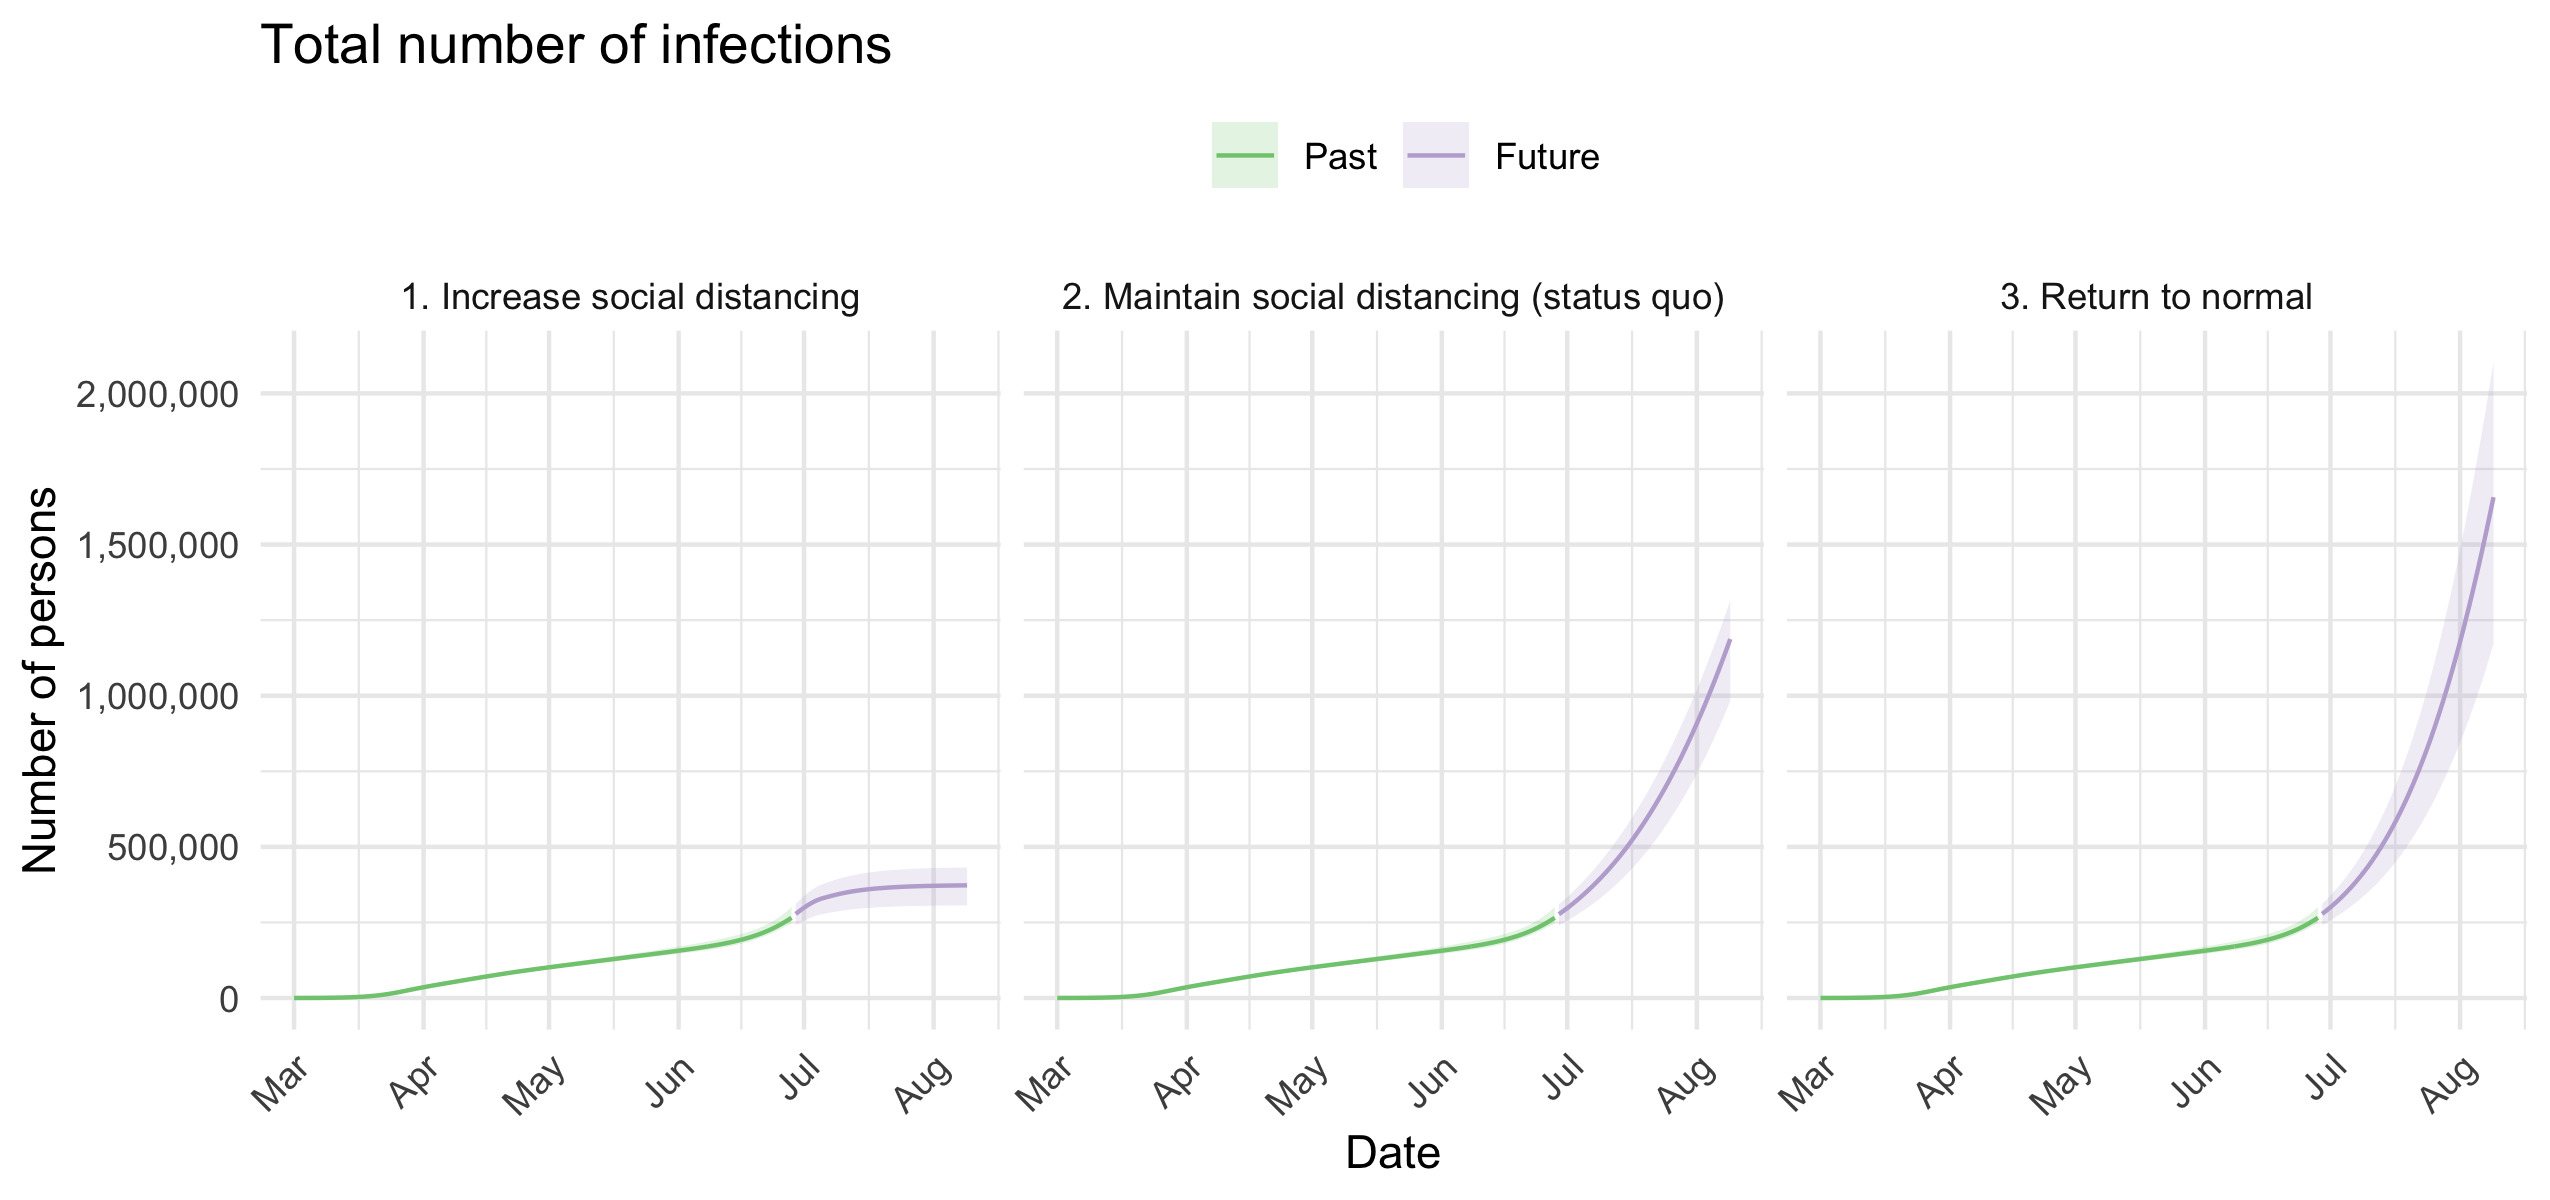 Total number of infections
Past Future
1. Increase social distancing 2. Maintain social distancing (status quo) 3. Return to normal
Number of persons
2,000,000
1,500,000
1,000,000
500,000
0
Mar Apr May Jun Jul Aug Mar Apr May Jun Jul Aug Mar Apr May Jun Jul Aug
Date